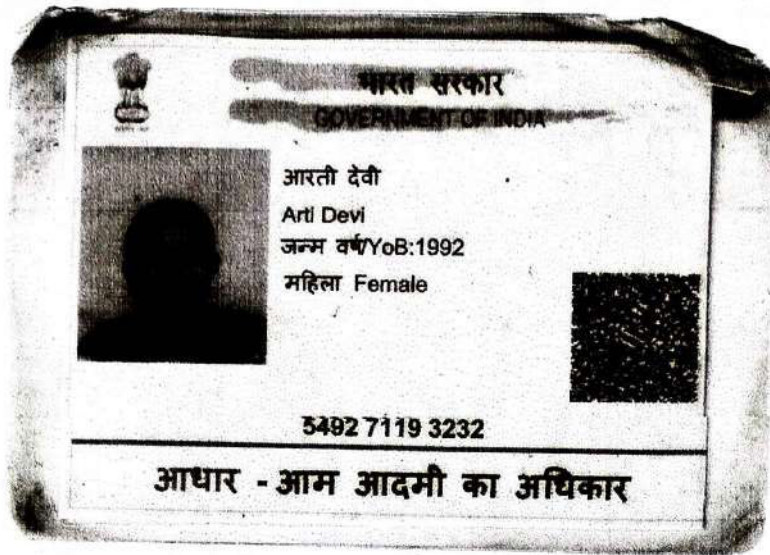 भारत सरकार
GOVERNMENT OF INDIA
आरती देवी
Arti Devi
जन्म वर्ष/YoB:1992
महिला Female
5492 7119 3232
आधार - आम आदमी का अधिकार